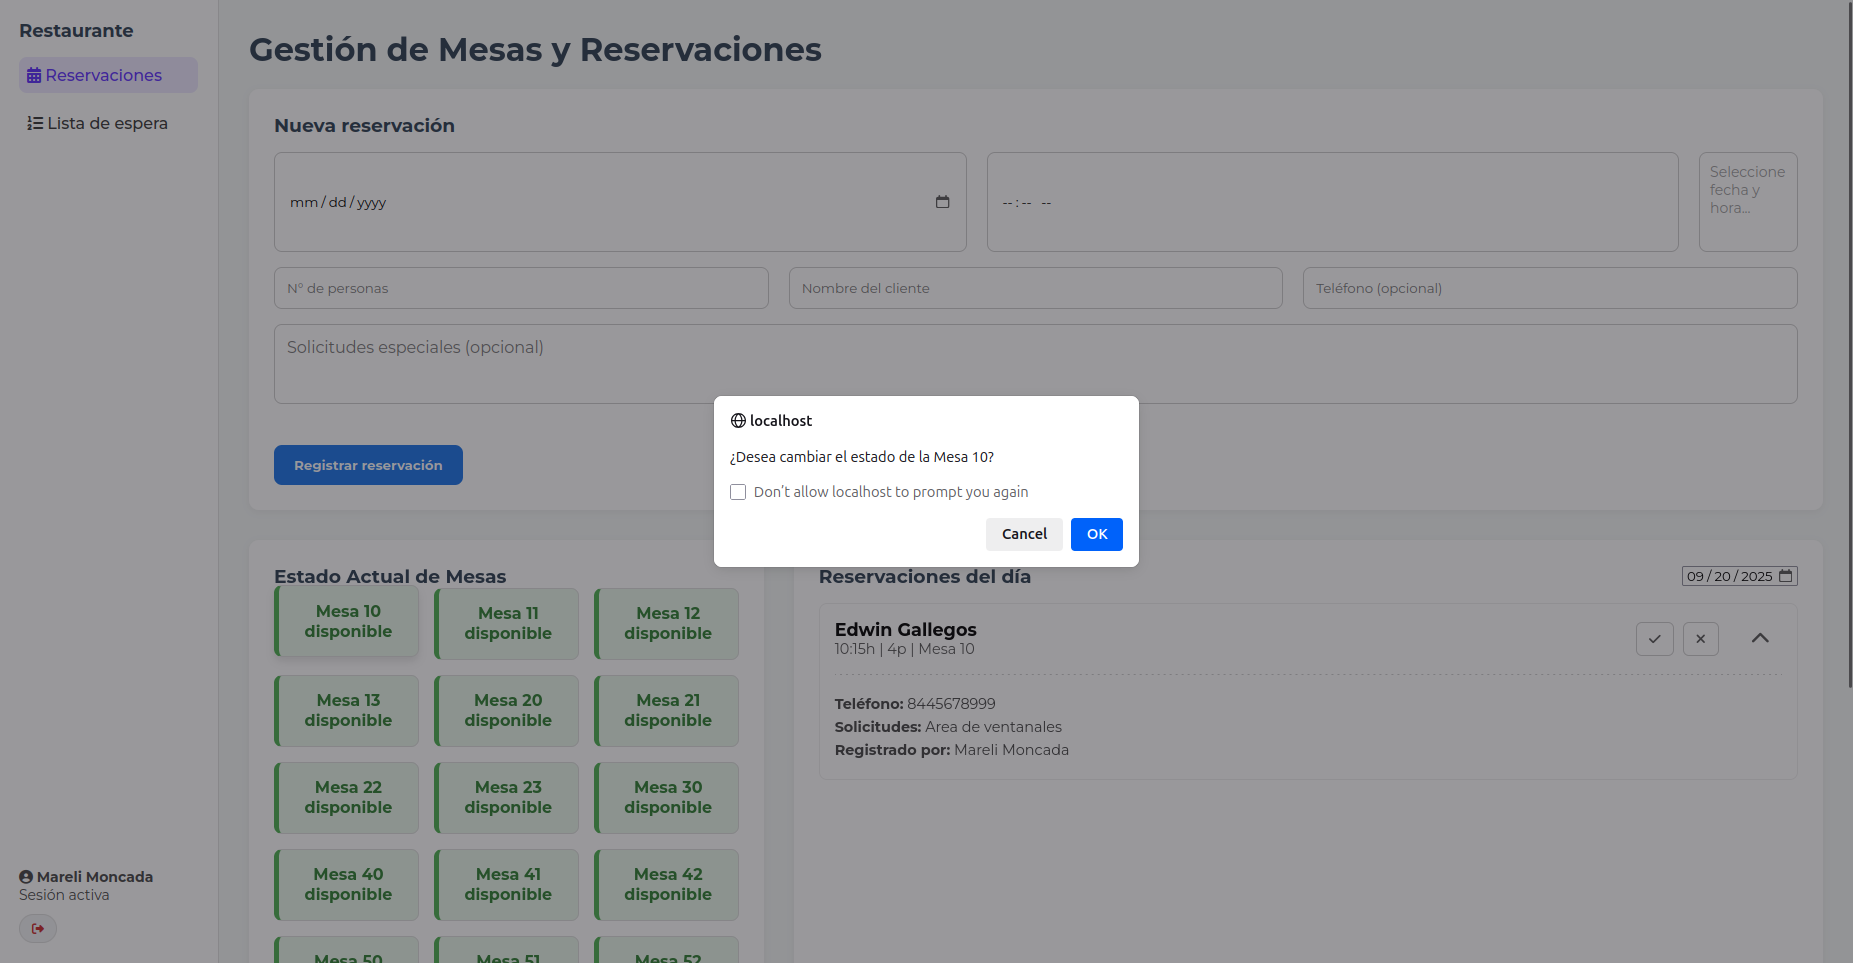 Restaurante
Reservaciones
Lista de espera
Gestión de Mesas y Reservaciones
Nueva reservación
mm / dd / yyyy
-- : -- --
Seleccione
fecha y
hora...
N° de personas
Nombre del cliente
Teléfono (opcional)
Solicitudes especiales (opcional)
Registrar reservación
localhost
¿Desea cambiar el estado de la Mesa 10?
Don't allow localhost to prompt you again
Cancel
OK
Estado Actual de Mesas
Mesa 10
disponible
Mesa 11
disponible
Mesa 12
disponible
Mesa 13
disponible
Mesa 20
disponible
Mesa 21
disponible
Mesa 22
disponible
Mesa 23
disponible
Mesa 30
disponible
Mesa 40
disponible
Mesa 41
disponible
Mesa 42
disponible
Mesa 50
Mesa 51
Mesa 52
Reservaciones del día
09 / 20 / 2025
Edwin Gallegos
10:15h | 4p | Mesa 10
Teléfono: 8445678999
Solicitudes: Area de ventanales
Registrado por: Mareli Moncada
Mareli Moncada
Sesión activa